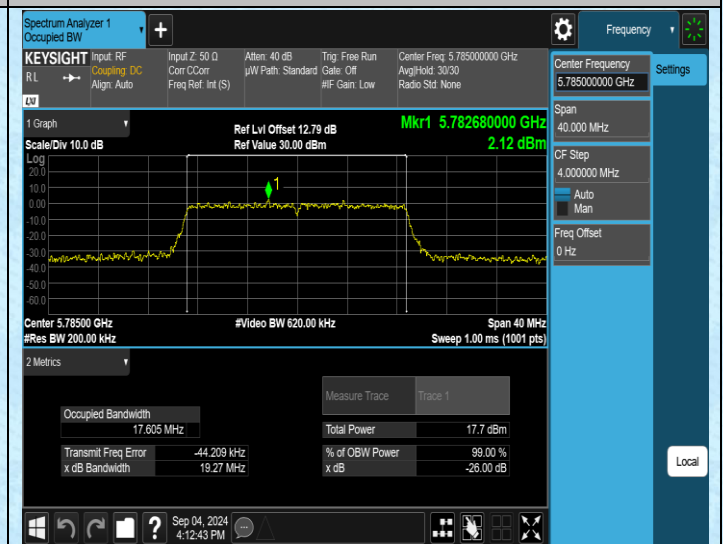 Spectrum Analyzer 1
Occupied BW
+
Frequency
KEYSIGHT
R L
LXI
Input: RF
Coupling: DC
Align: Auto
Input Z: 50 Ω
Corr CCorr
Freq Ref: Int (S)
Atten: 40 dB
µW Path: Standard
Trig: Free Run
Gate: Off
#IF Gain: Low
Center Freq: 5.785000000 GHz
Avg|Hold: 30/30
Radio Std: None
Center Frequency
5.785000000 GHz
Settings
Span
40.000 MHz
CF Step
4.000000 MHz
Auto
Man
Freq Offset
0 Hz
Local
1 Graph
Scale/Div 10.0 dB
Ref Lvl Offset 12.79 dB
Ref Value 30.00 dBm
Mkr1 5.782680000 GHz
2.12 dBm
Log
20.0
10.0
0.00
-10.0
-20.0
-30.0
-40.0
-50.0
-60.0
1
Center 5.78500 GHz
#Res BW 200.00 kHz
#Video BW 620.00 kHz
Span 40 MHz
Sweep 1.00 ms (1001 pts)
2 Metrics
Measure Trace
Trace 1
Occupied Bandwidth
17.605 MHz
Total Power
17.7 dBm
Transmit Freq Error
-44.209 kHz
% of OBW Power
99.00 %
x dB Bandwidth
19.27 MHz
x dB
-26.00 dB
?
Sep 04, 2024
4:12:43 PM